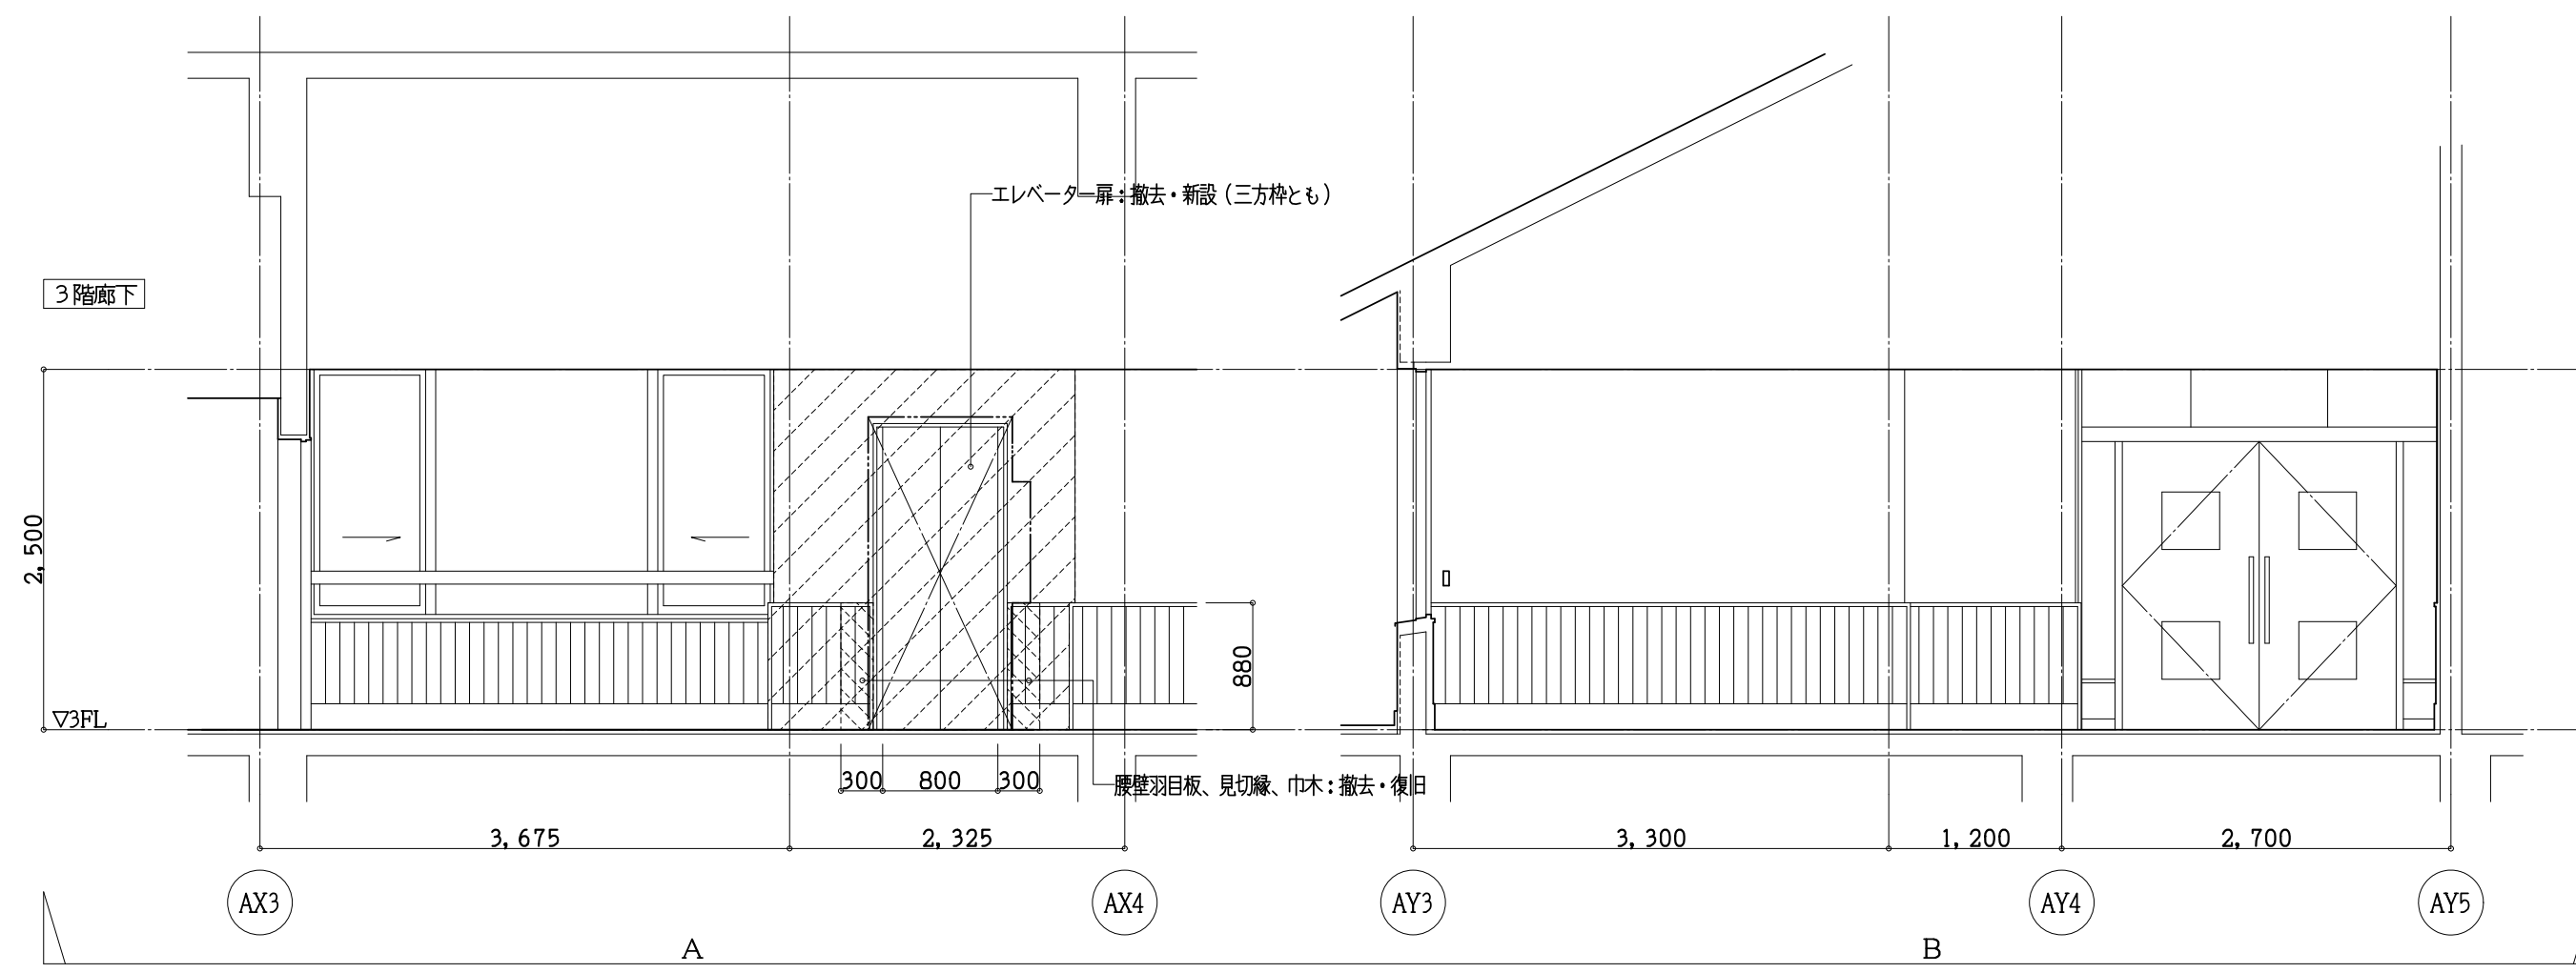 エレベーター扉：撤去・新設（三方枠とも）
３階廊下
2,500
▽3FL
880
300
800
300
腰壁羽目板、見切縁、巾木：撤去・復旧
3,675
2,325
3,300
1,200
2,700
AX3
AX4
AY3
AY4
AY5
A
B